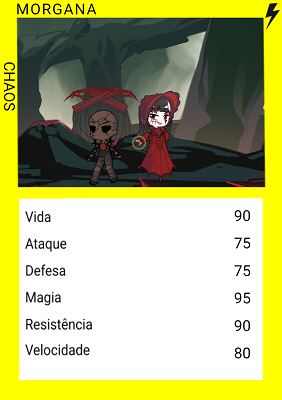 MORGANA
CHAOS
Vida 90
Ataque 75
Defesa 75
Magia 95
Resistência 90
Velocidade 80